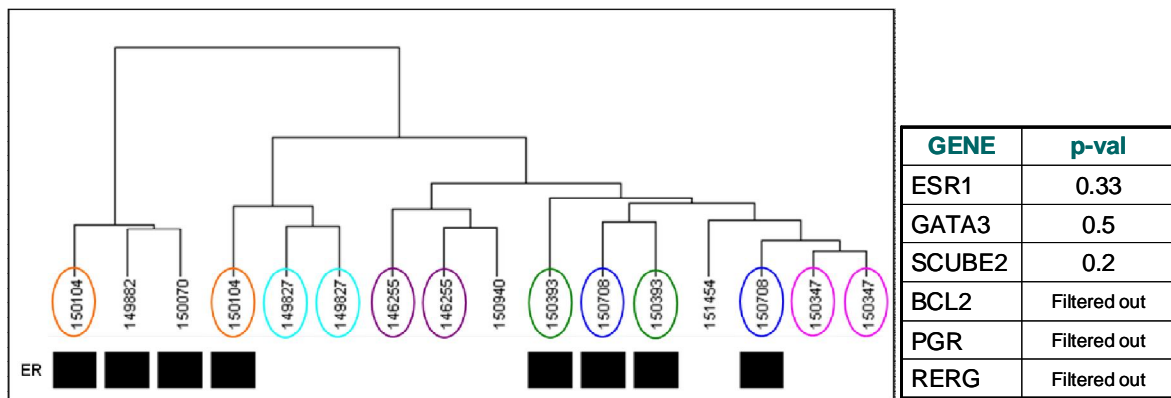 150104
149882
150070
150104
149827
149827
146255
146255
150940
150393
150708
150393
151454
150708
150347
150347
ER
GENE p-val
ESR1 0.33
GATA3 0.5
SCUBE2 0.2
BCL2 Filtered out
PGR Filtered out
RERG Filtered out